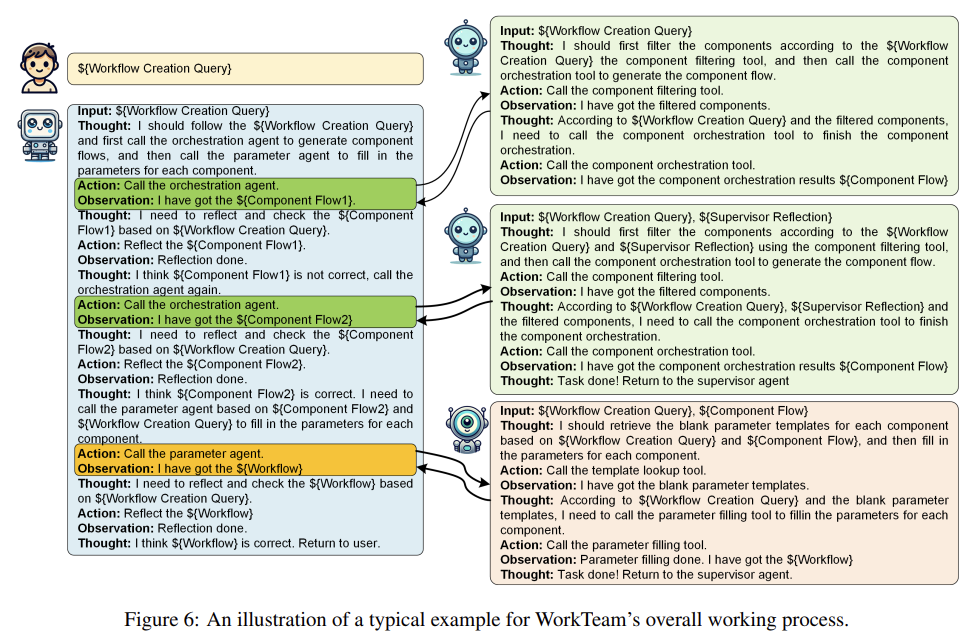 ${Workflow Creation Query}
Input: ${Workflow Creation Query}
Thought: I should follow the ${Workflow Creation Query}
and first call the orchestration agent to generate component
flows, and then call the parameter agent to fill in the
parameters for each component.
Action: Call the orchestration agent.
Observation: I have got the ${Component Flow1}.
Thought: I need to reflect and check the ${Component
Flow1} based on ${Workflow Creation Query}.
Action: Reflect the ${Component Flow1}.
Observation: Reflection done.
Thought: I think ${Component Flow1} is not correct, call the
orchestration agent again.
Action: Call the orchestration agent.
Observation: I have got the ${Component Flow2}
Thought: I need to reflect and check the ${Component
Flow2} based on ${Workflow Creation Query}.
Action: Reflect the ${Component Flow2}.
Observation: Reflection done.
Thought: I think ${Component Flow2} is correct. I need to
call the parameter agent based on ${Component Flow2} and
${Workflow Creation Query} to fill in the parameters for each
component.
Action: Call the parameter agent.
Observation: I have got the ${Workflow}
Thought: I need to reflect and check the ${Workflow} based
on ${Workflow Creation Query}.
Action: Reflect the ${Workflow}
Observation: Reflection done.
Thought: I think ${Workflow} is correct. Return to user.
Input: ${Workflow Creation Query}
Thought: I should first filter the components according to the ${Workflow
Creation Query} the component filtering tool, and then call the component
orchestration tool to generate the component flow.
Action: Call the component filtering tool.
Observation: I have got the filtered components.
Thought: According to ${Workflow Creation Query} and the filtered components,
I need to call the component orchestration tool to finish the component
orchestration.
Action: Call the component orchestration tool.
Observation: I have got the component orchestration results ${Component Flow}
Input: ${Workflow Creation Query}, ${Supervisor Reflection}
Thought: I should first filter the components according to the ${Workflow
Creation Query} and ${Supervisor Reflection} using the component filtering tool,
and then call the component orchestration tool to generate the component flow.
Action: Call the component filtering tool.
Observation: I have got the filtered components.
Thought: According to ${Workflow Creation Query}, ${Supervisor Reflection} and
the filtered components, I need to call the component orchestration tool to finish
the component orchestration.
Action: Call the component orchestration tool.
Observation: I have got the component orchestration results ${Component Flow}
Thought: Task done! Return to the supervisor agent
Input: ${Workflow Creation Query}, ${Component Flow}
Thought: I should retrieve the blank parameter templates for each component
based on ${Workflow Creation Query} and ${Component Flow}, and then fill in
the parameters for each component.
Action: Call the template lookup tool.
Observation: I have got the blank parameter templates.
Thought: According to ${Workflow Creation Query} and the blank parameter
templates, I need to call the parameter filling tool to fillin the parameters for each
component.
Action: Call the parameter filling tool.
Observation: Parameter filling done. I have got the ${Workflow}
Thought: Task done! Return to the supervisor agent.
Figure 6: An illustration of a typical example for WorkTeam's overall working process.